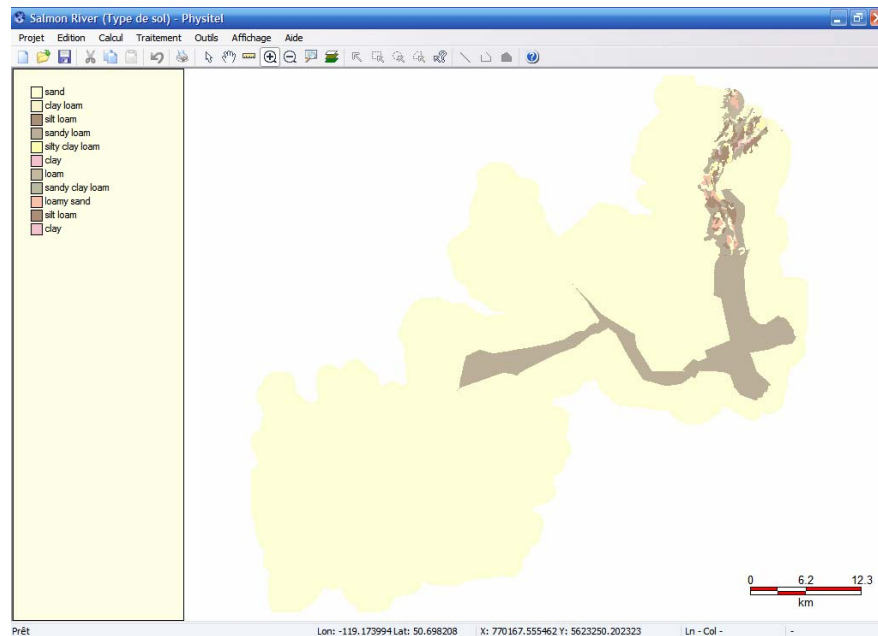 Salmon River (Type de sol) - Physitel
Projet Edition Calcul Traitement Outils Affichage Aide
sand
clay loam
silt loam
sandy loam
silty clay loam
clay
loam
sandy clay loam
loamy sand
silt loam
clay
0 6.2 12.3
km
Prêt Lon: -119.173994 Lat: 50.698208 X: 770167.555462 Y: 5623250.202323 Ln - Col - -